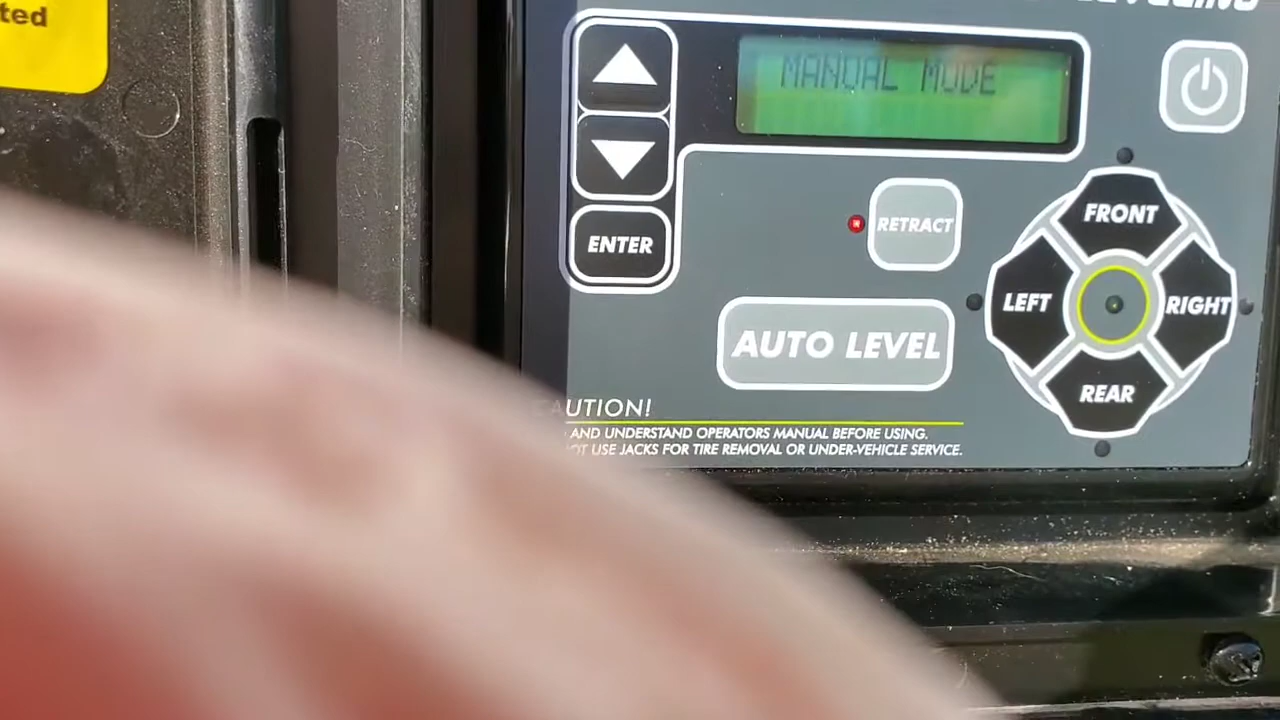 ted
MANUAL MODE
ENTER
RETRACT
FRONT
LEFT
RIGHT
REAR
AUTO LEVEL
CAUTION!
AND UNDERSTAND OPERATORS MANUAL BEFORE USING.
USE JACKS FOR TIRE REMOVAL OR UNDER-VEHICLE SERVICE.